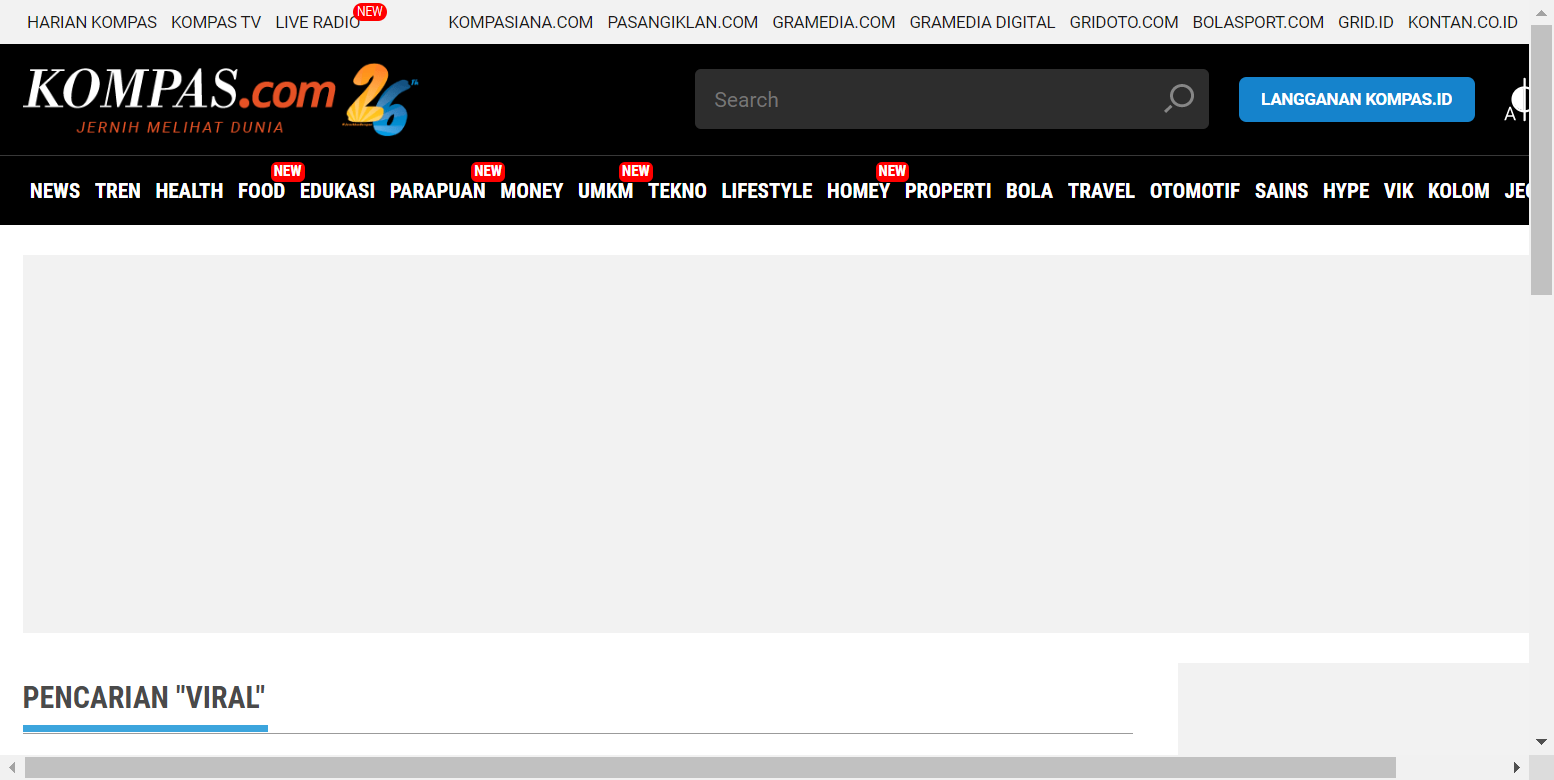 HARIAN KOMPAS KOMPAS TV LIVE RADIO NEW KOMPASIANA.COM PASANGIKLAN.COM GRAMEDIA.COM GRAMEDIA DIGITAL GRIDOTO.COM BOLASPORT.COM GRID.ID KONTAN.CO.ID
KOMPAS.com 26
JERNIH MELIHAT DUNIA
Search
LANGGANAN KOMPAS.ID
A
NEWS TREN HEALTH FOOD NEW EDUKASI PARAPUAN NEW MONEY UMKM NEW TEKNO LIFESTYLE HOMEY NEW PROPERTI BOLA TRAVEL OTOMOTIF SAINS HYPE VIK KOLOM
PENCARIAN "VIRAL"